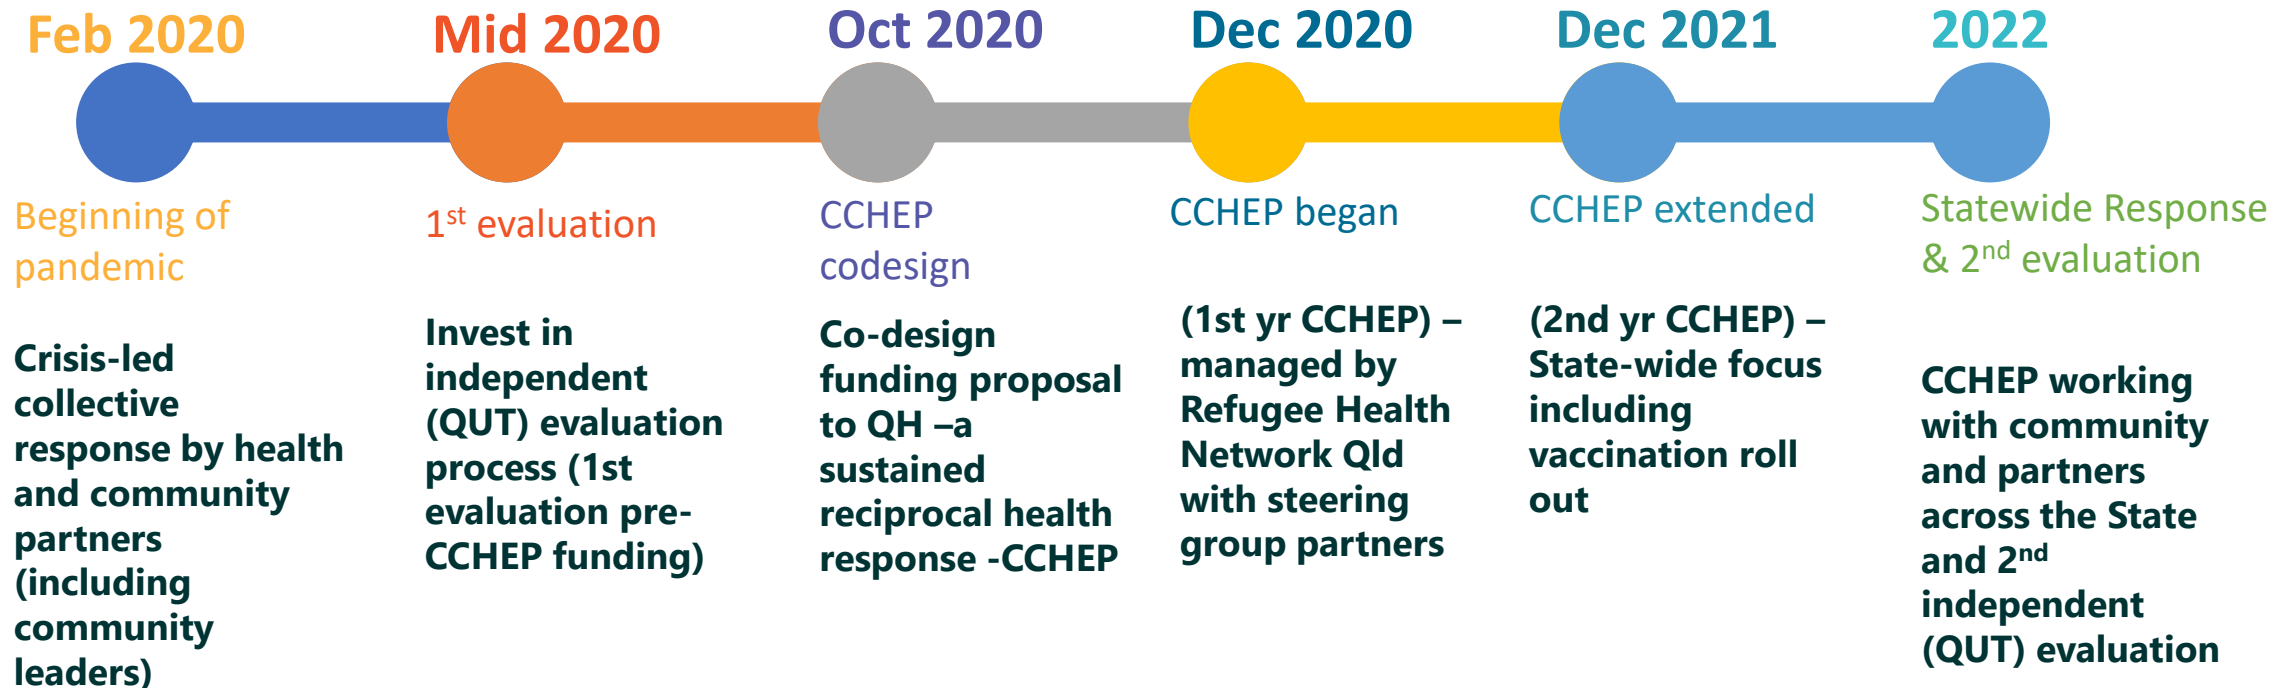 Feb 2020
Beginning of
pandemic
Crisis-led
collective
response by health
and community
partners
(including
community
leaders)
Mid 2020
1st evaluation
Invest in
independent
(QUT) evaluation
process (1st
evaluation pre-
CCHEP funding)
Oct 2020
CCHEP
codesign
Co-design
funding proposal
to QH –a
sustained
reciprocal health
response -CCHEP
Dec 2020
CCHEP began
(1st yr CCHEP) –
managed by
Refugee Health
Network Qld
with steering
group partners
Dec 2021
CCHEP extended
(2nd yr CCHEP) –
State-wide focus
including
vaccination roll
out
2022
Statewide Response
& 2nd evaluation
CCHEP working
with community
and partners
across the State
and 2nd
independent
(QUT) evaluation